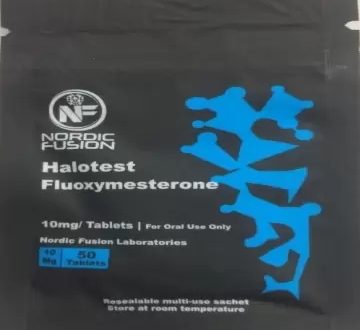 NF
NORDIC
FUSION
Halotest
Fluoxymesterone
10mg/ Tablets | For Oral Use Only
Nordic Fusion Laboratories
10
Mg
50
Tablets
Resealable multi-use sachet
Store at room temperature